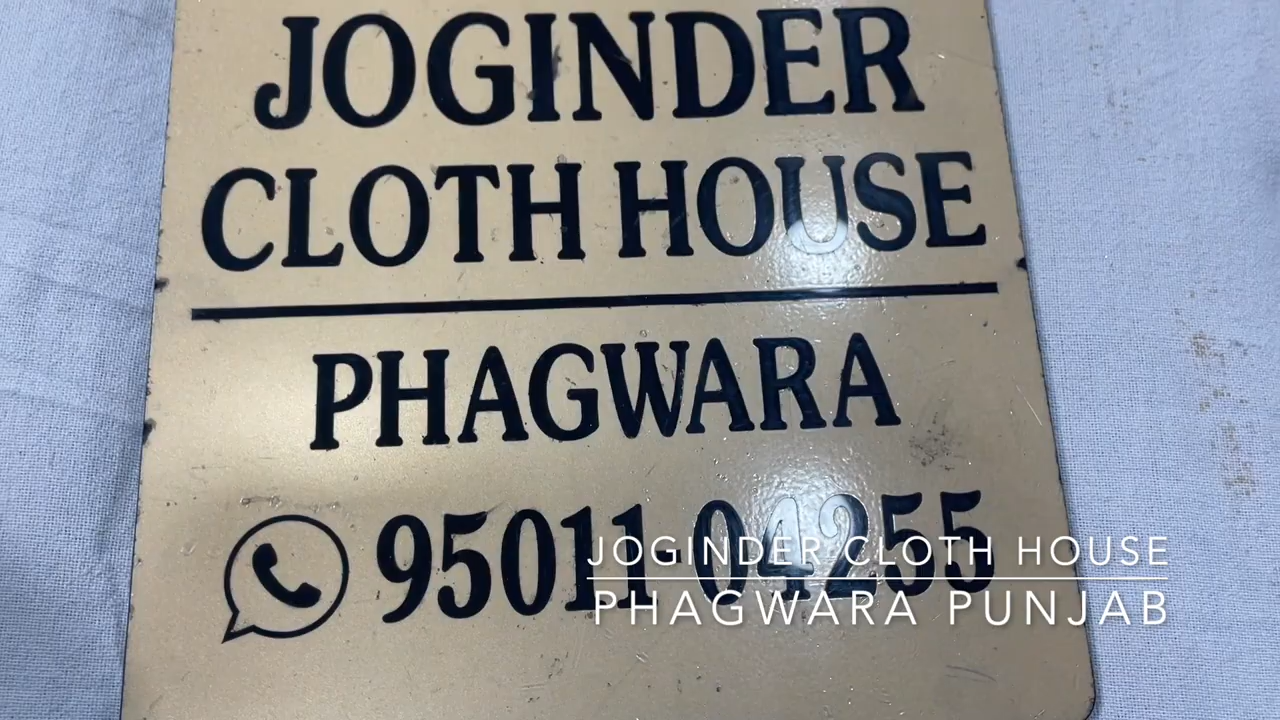 JOGINDER
CLOTH HOUSE
PHAGWARA
95011-04255
JOGINDER CLOTH HOUSE
PHAGWARA PUNJAB